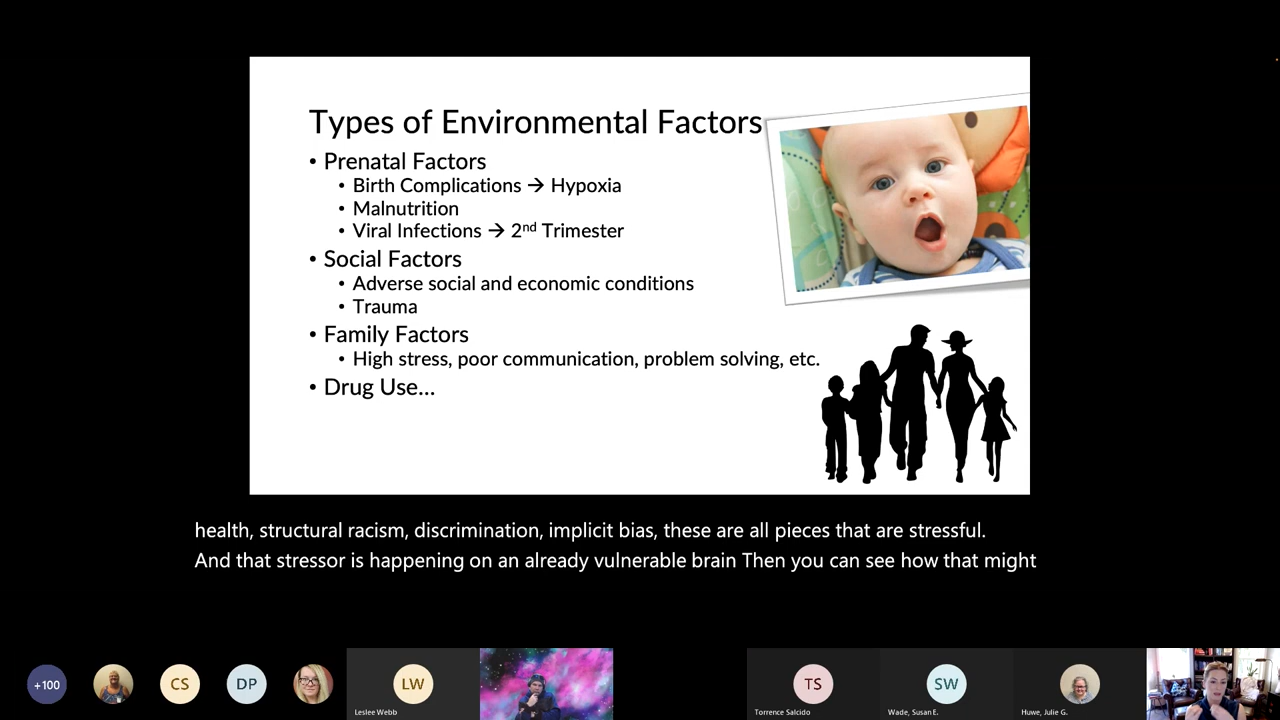 Types of Environmental Factors
• Prenatal Factors
• Birth Complications → Hypoxia
• Malnutrition
• Viral Infections → 2nd Trimester
• Social Factors
• Adverse social and economic conditions
• Trauma
• Family Factors
• High stress, poor communication, problem solving, etc.
• Drug Use...
health, structural racism, discrimination, implicit bias, these are all pieces that are stressful.
And that stressor is happening on an already vulnerable brain Then you can see how that might
+100
CS
DP
LW
Leslee Webb
TS
Torrence Salcido
SW
Wade, Susan E.
Huwe, Julie G.